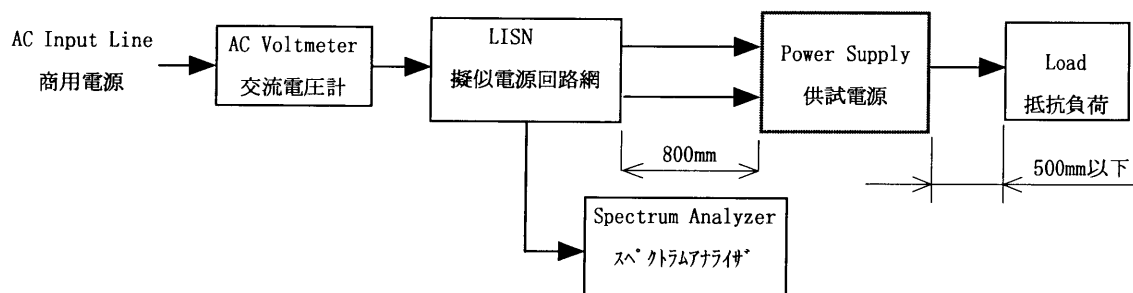 AC Input Line
商用電源
AC Voltmeter
交流電圧計
LISN
擬似電源回路網
Power Supply
供試電源
Load
抵抗負荷
800mm
500mm以下
Spectrum Analyzer
ｽﾍﾟｸﾄﾗﾑｱﾅﾗｲｻﾞ